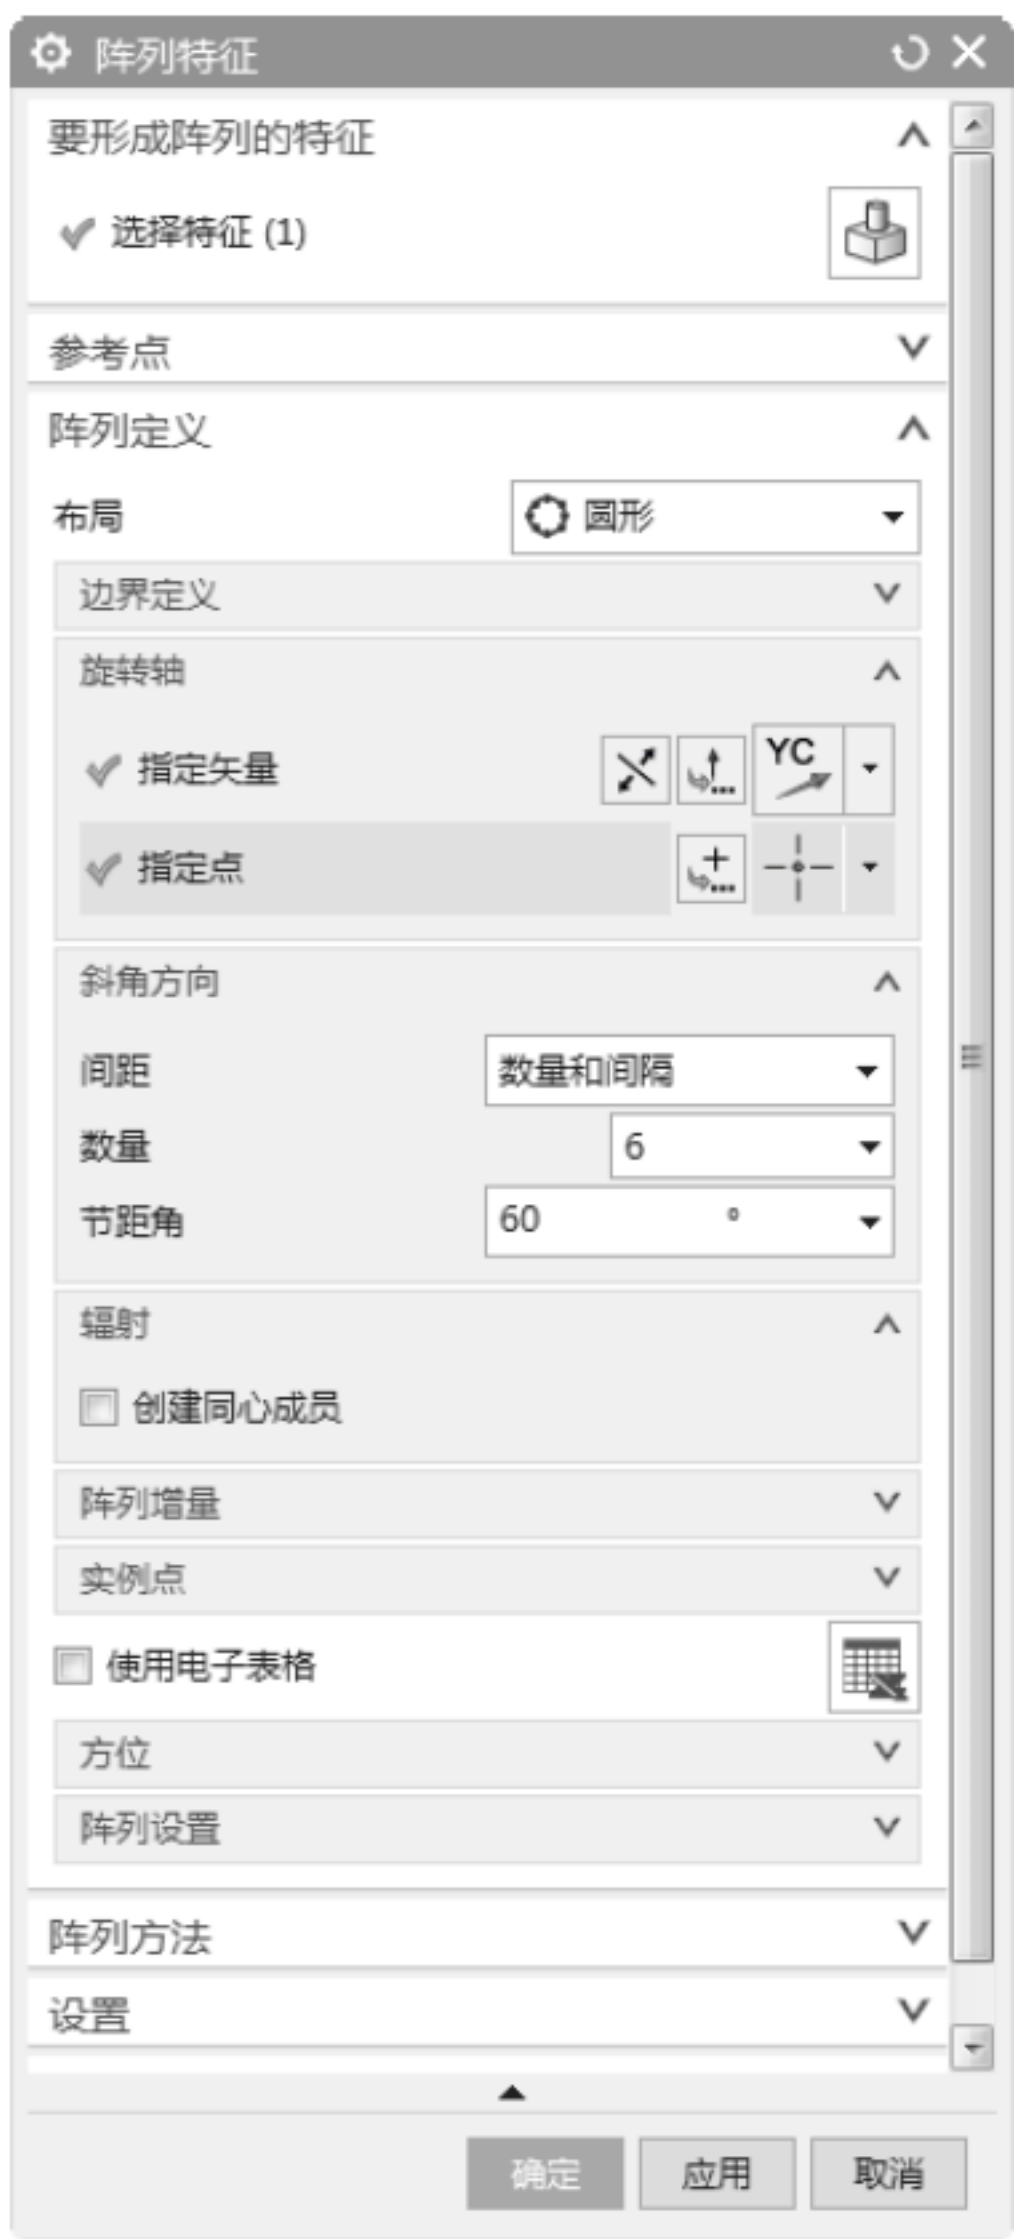 阵列特征
要形成阵列的特征
选择特征 (1)
参考点
阵列定义
布局 圆形
边界定义
旋转轴
指定矢量 YC
指定点
斜角方向
间距 数量和间隔
数量 6
节距角 60 °
辐射
创建同心成员
阵列增量
实例点
使用电子表格
方位
阵列设置
阵列方法
设置
确定 应用 取消